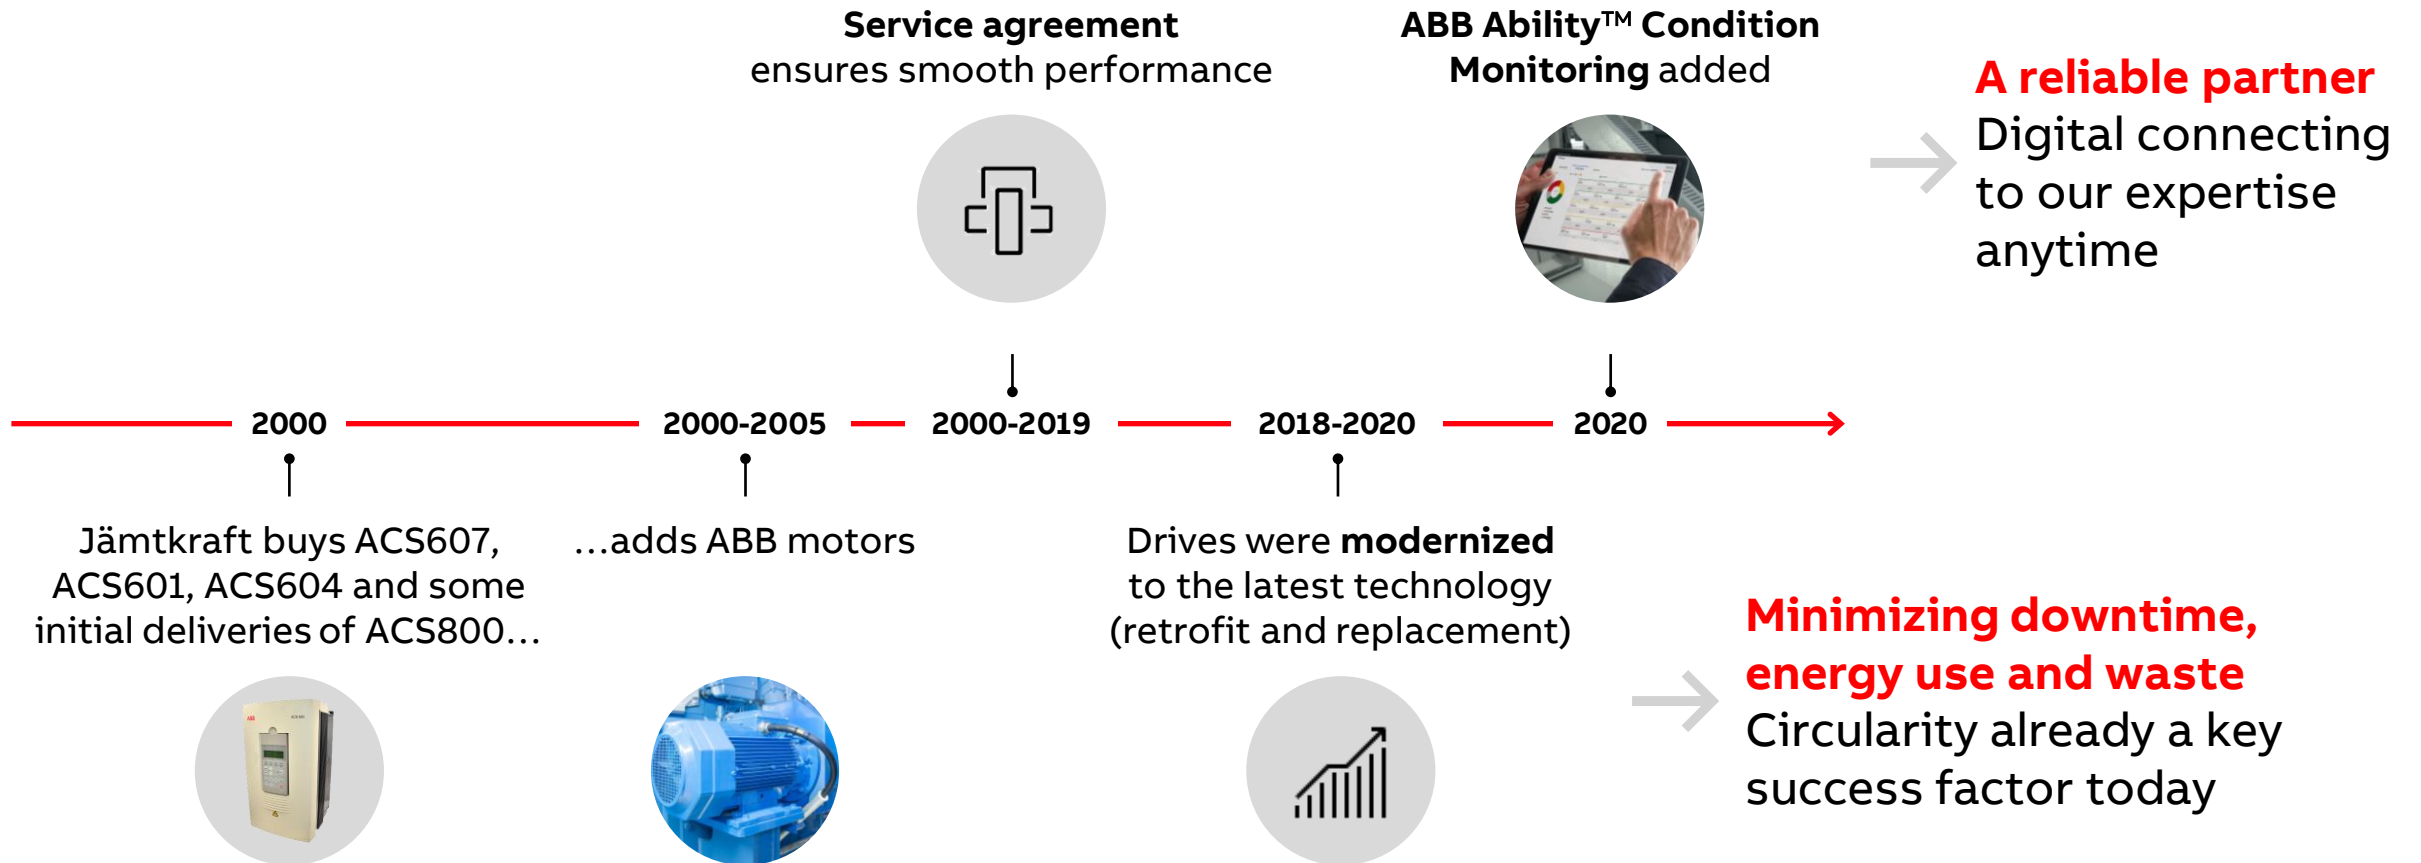 Service agreement
ensures smooth performance
ABB Ability™ Condition
Monitoring added
A reliable partner
Digital connecting
to our expertise
anytime
2000
2000-2005
2000-2019
2018-2020
2020
Jämtkraft buys ACS607,
ACS601, ACS604 and some
initial deliveries of ACS800...
...adds ABB motors
Drives were modernized
to the latest technology
(retrofit and replacement)
Minimizing downtime,
energy use and waste
Circularity already a key
success factor today
ABB